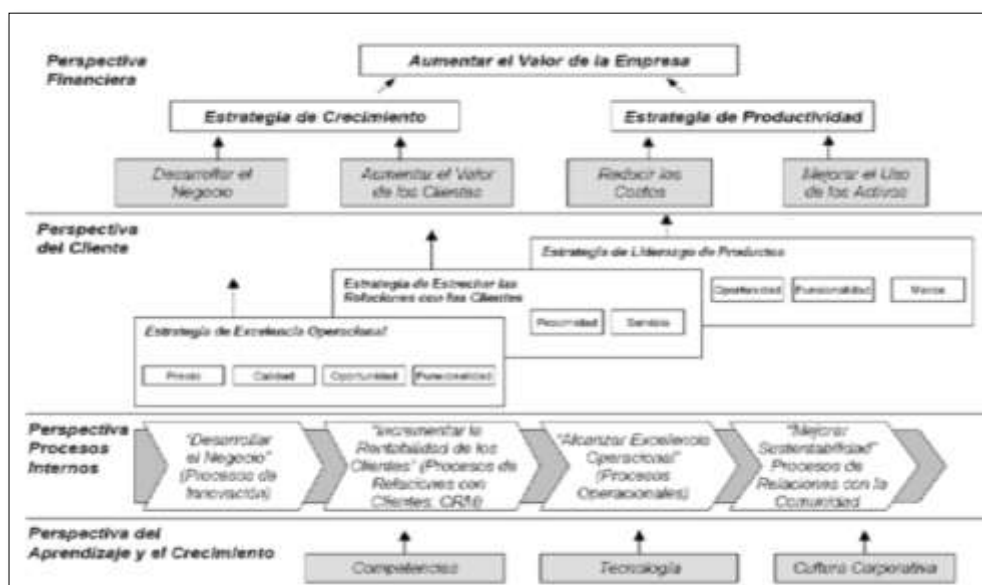 Perspectiva
Financiera
Aumentar el Valor de la Empresa
Estrategia de Crecimiento
Estrategia de Productividad
Desarrollar el
Negocio
Aumentar el Valor
de los Clientes
Reducir los
Costos
Mejorar el Uso
de los Activos
Perspectiva
del Cliente
Estrategia de Liderazgo de Productos
Oportunidad
Funcionalidad
Marca
Estrategia de Estrechar las
Relaciones con los Clientes
Proximidad
Servicio
Estrategia de Excelencia Operacional
Precio
Calidad
Oportunidad
Funcionalidad
Perspectiva
Procesos
Internos
"Desarrollar
el Negocio"
(Procesos de
Innovación)
"Incrementar la
Rentabilidad de los
Clientes" (Procesos de
Relaciones con
Clientes, CRM)
"Alcanzar Excelencia
Operacional"
(Procesos
Operacionales)
"Mejorar
Sustentabilidad"
Procesos de
Relaciones con la
Comunidad
Perspectiva del
Aprendizaje y el Crecimiento
Competencias
Tecnología
Cultura Corporativa